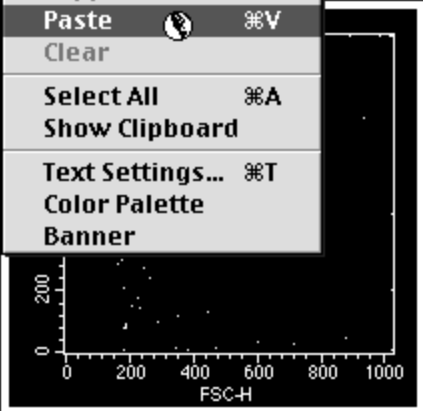 Paste ⌘V
Clear
Select All ⌘A
Show Clipboard
Text Settings... ⌘T
Color Palette
Banner
200
0
0 200 400 600 800 1000
FSC-H